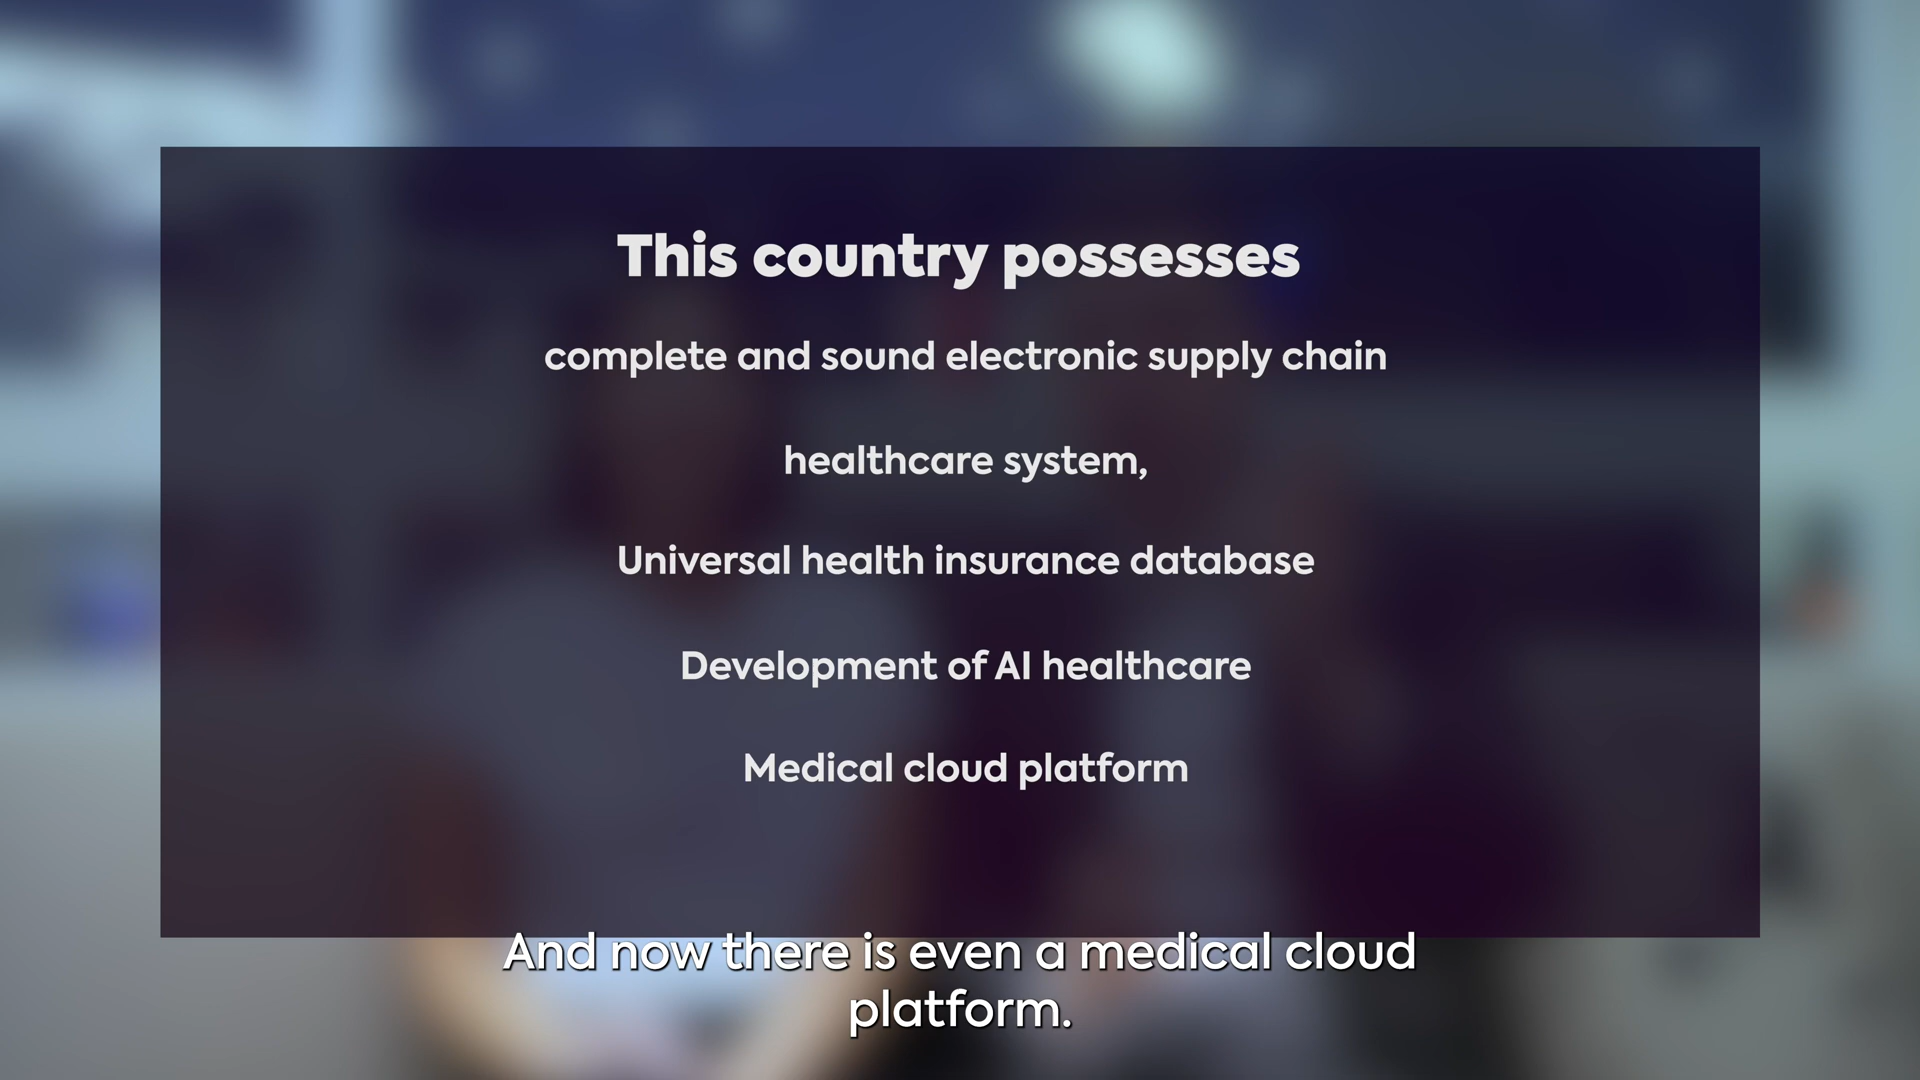 This country possesses
complete and sound electronic supply chain
healthcare system,
Universal health insurance database
Development of AI healthcare
Medical cloud platform
And now there is even a medical cloud
platform.